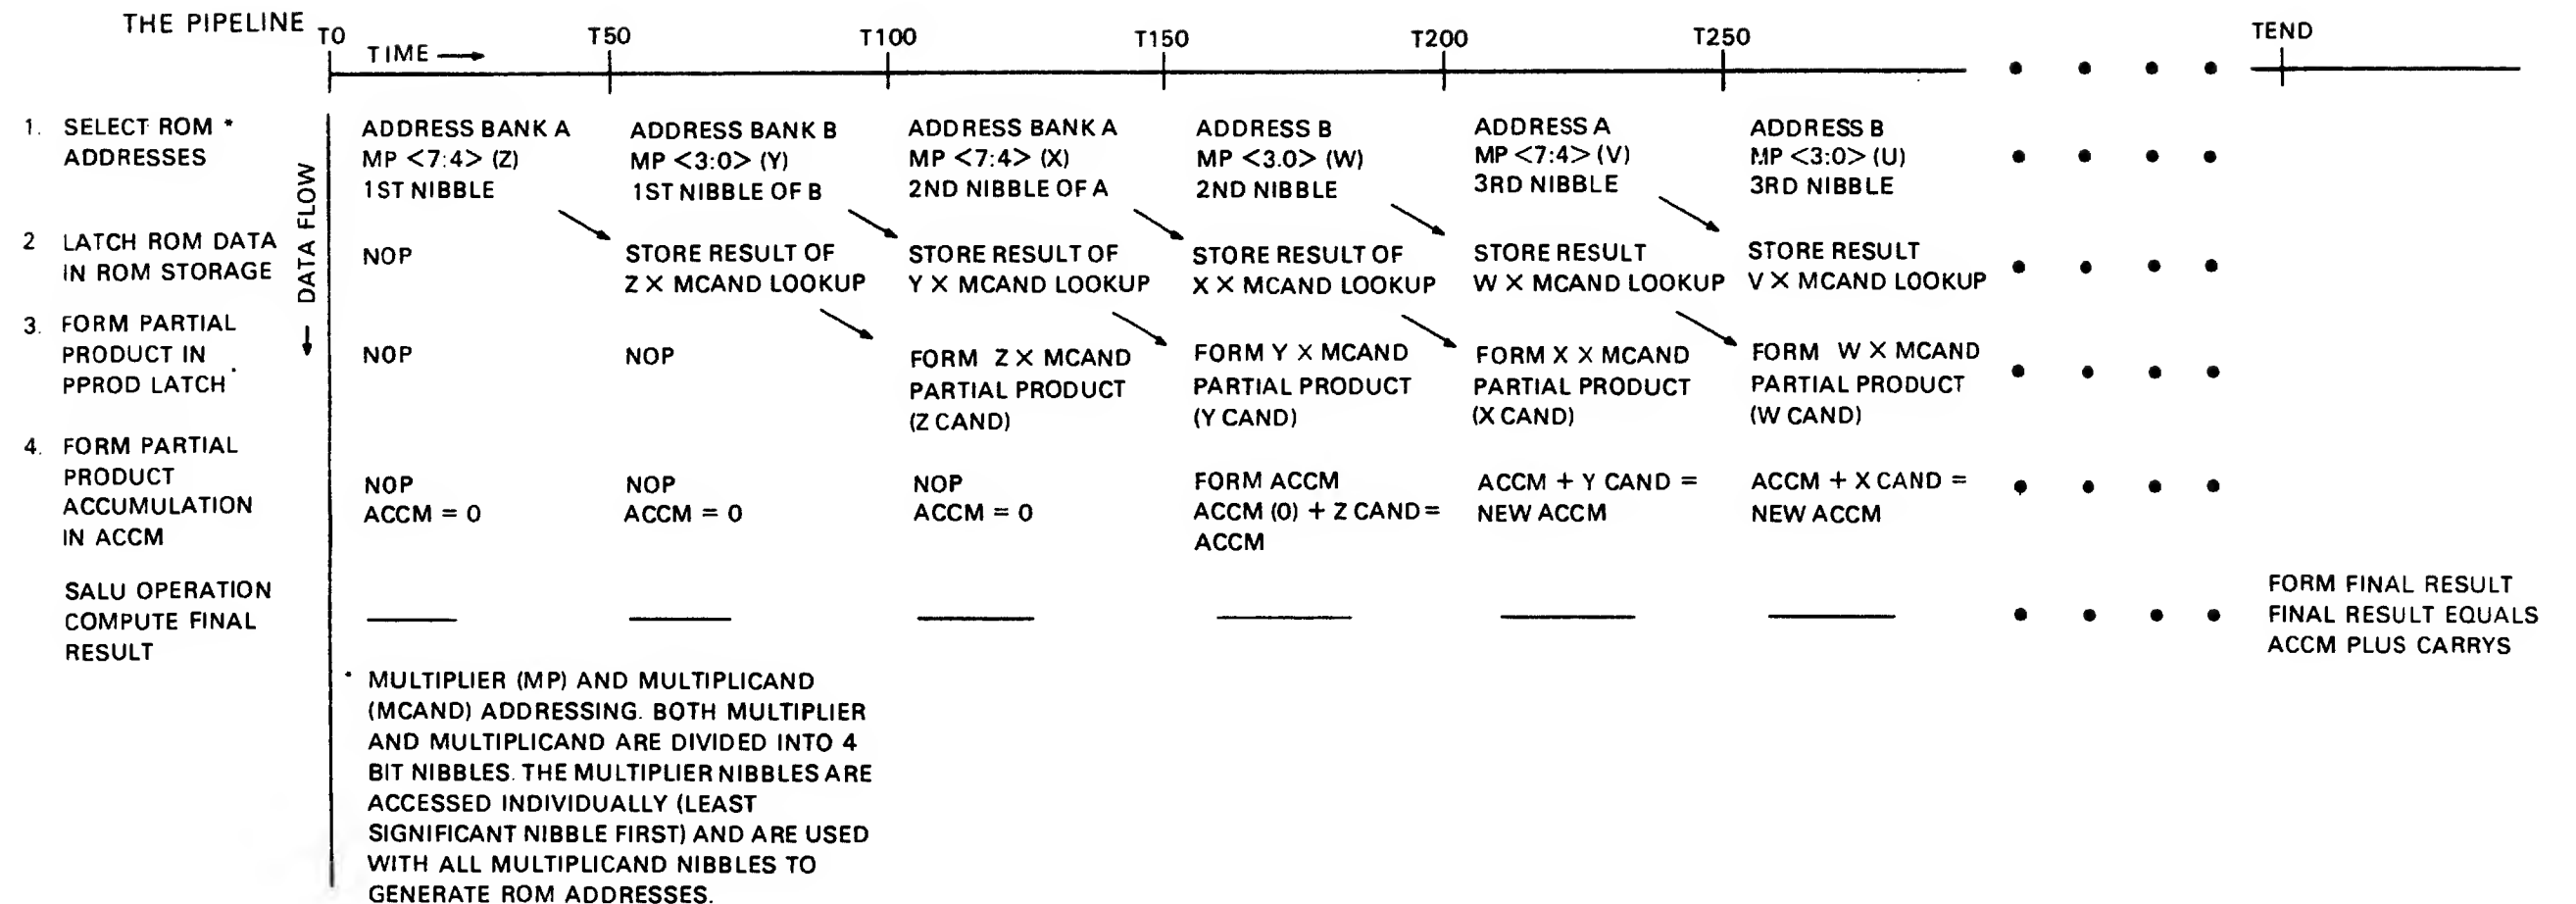 THE PIPELINE
T0 T50 T100 T150 T200 T250 TEND
TIME
DATA FLOW
1. SELECT ROM *
ADDRESSES
ADDRESS BANK A
MP <7:4> (Z)
1ST NIBBLE
ADDRESS BANK B
MP <3:0> (Y)
1ST NIBBLE OF B
ADDRESS BANK A
MP <7:4> (X)
2ND NIBBLE OF A
ADDRESS B
MP <3.0> (W)
2ND NIBBLE
ADDRESS A
MP <7:4> (V)
3RD NIBBLE
ADDRESS B
MP <3:0> (U)
3RD NIBBLE
2 LATCH ROM DATA
IN ROM STORAGE
NOP
STORE RESULT OF
Z X MCAND LOOKUP
STORE RESULT OF
Y X MCAND LOOKUP
STORE RESULT OF
X X MCAND LOOKUP
STORE RESULT
W X MCAND LOOKUP
STORE RESULT
V X MCAND LOOKUP
3. FORM PARTIAL
PRODUCT IN
PPROD LATCH *
NOP
NOP
FORM Z X MCAND
PARTIAL PRODUCT
(Z CAND)
FORM Y X MCAND
PARTIAL PRODUCT
(Y CAND)
FORM X X MCAND
PARTIAL PRODUCT
(X CAND)
FORM W X MCAND
PARTIAL PRODUCT
(W CAND)
4. FORM PARTIAL
PRODUCT
ACCUMULATION
IN ACCM
NOP
ACCM = 0
NOP
ACCM = 0
NOP
ACCM = 0
FORM ACCM
ACCM (0) + Z CAND =
ACCM
ACCM + Y CAND =
NEW ACCM
ACCM + X CAND =
NEW ACCM
SALU OPERATION
COMPUTE FINAL
RESULT
FORM FINAL RESULT
FINAL RESULT EQUALS
ACCM PLUS CARRYS
* MULTIPLIER (MP) AND MULTIPLICAND
(MCAND) ADDRESSING. BOTH MULTIPLIER
AND MULTIPLICAND ARE DIVIDED INTO 4
BIT NIBBLES. THE MULTIPLIER NIBBLES ARE
ACCESSED INDIVIDUALLY (LEAST
SIGNIFICANT NIBBLE FIRST) AND ARE USED
WITH ALL MULTIPLICAND NIBBLES TO
GENERATE ROM ADDRESSES.